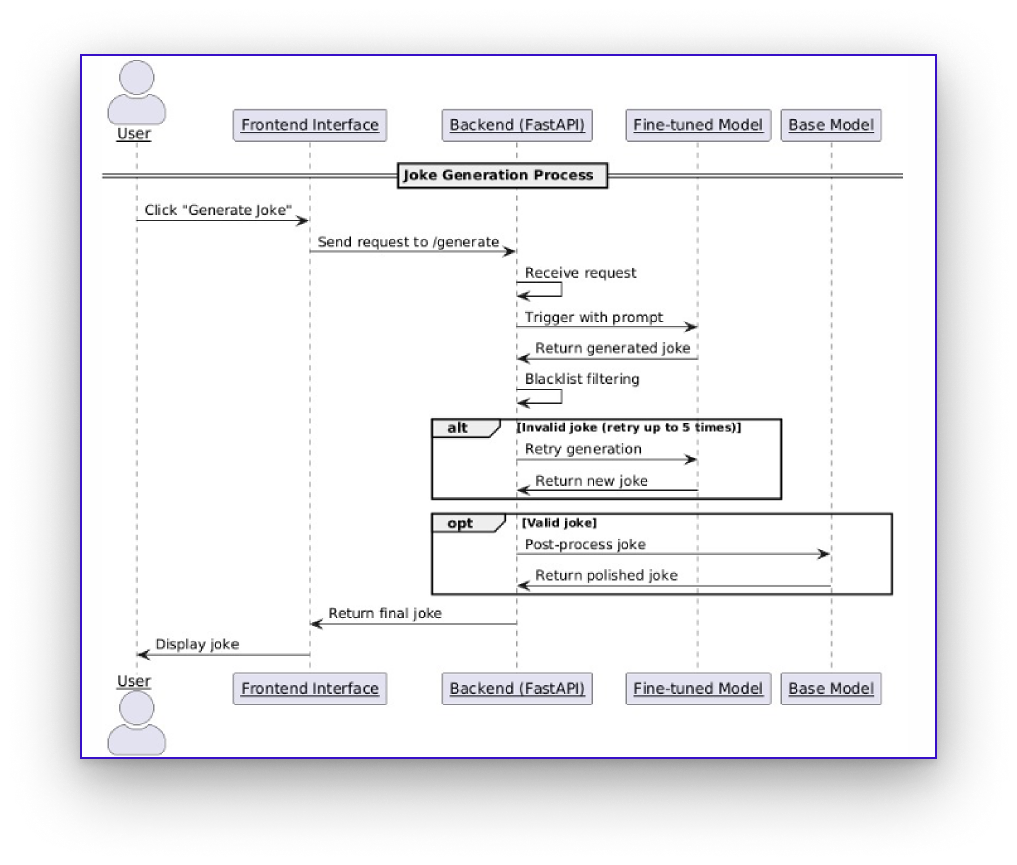 User
Frontend Interface
Backend (FastAPI)
Fine-tuned Model
Base Model
Joke Generation Process
Click "Generate Joke"
Send request to /generate
Receive request
Trigger with prompt
Return generated joke
Blacklist filtering
alt
[Invalid joke (retry up to 5 times)]
Retry generation
Return new joke
opt
[Valid joke]
Post-process joke
Return polished joke
Return final joke
Display joke
User
Frontend Interface
Backend (FastAPI)
Fine-tuned Model
Base Model